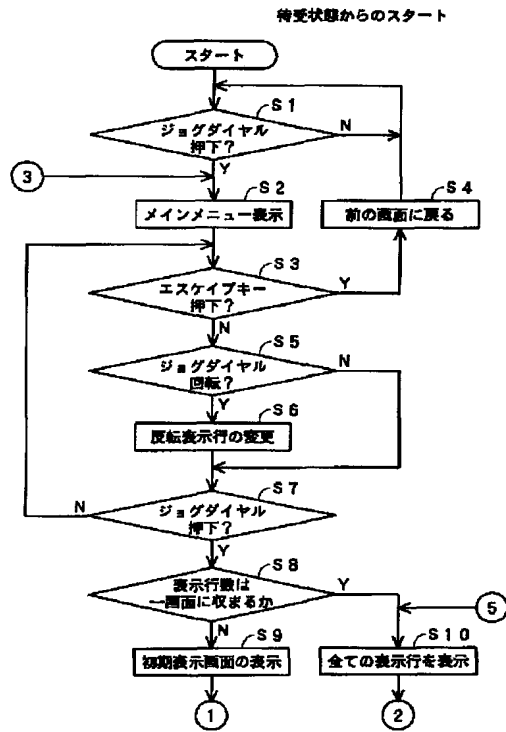 待受状態からのスタート
スタート
S1
ジョグダイヤル
押下？
N
Y
3
S2
メインメニュー表示
S4
前の画面に戻る
S3
エスケイプキー
押下？
Y
N
S5
ジョグダイヤル
回転？
N
Y
S6
反転表示行の変更
S7
N
ジョグダイヤル
押下？
Y
S8
表示行数は
一画面に収まるか
Y
N
5
S9
初期表示画面の表示
S10
全ての表示行を表示
1
2